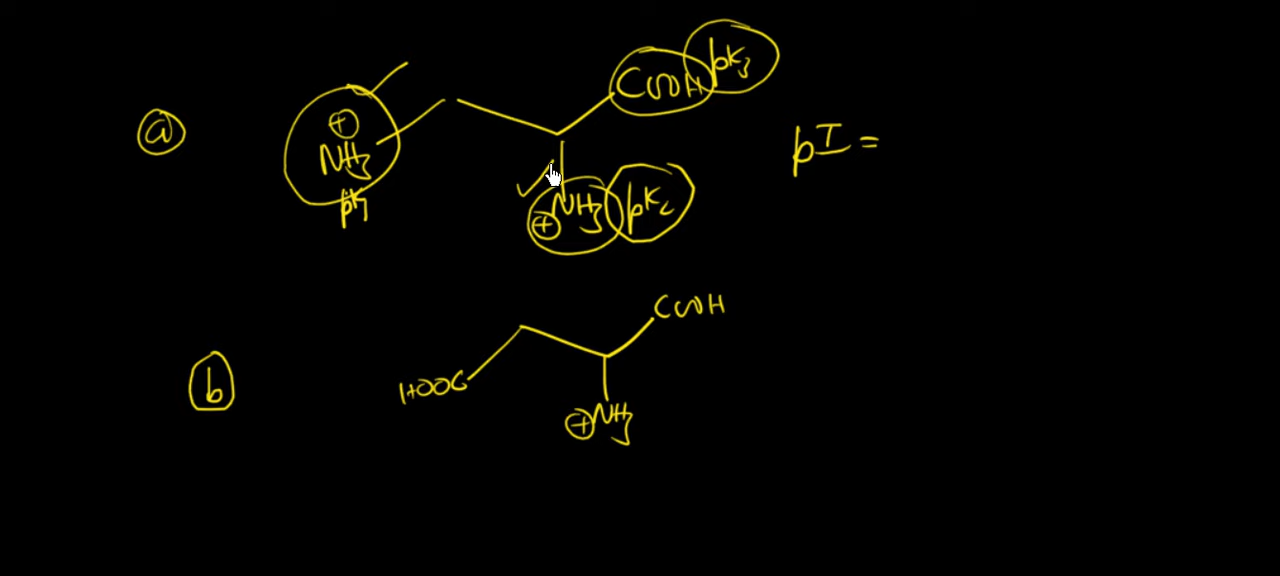 a
⊕
NH3
pK1
COOH
pK3
pI =
⊕NH3
pK2
b
COOH
HOOC
⊕NH3